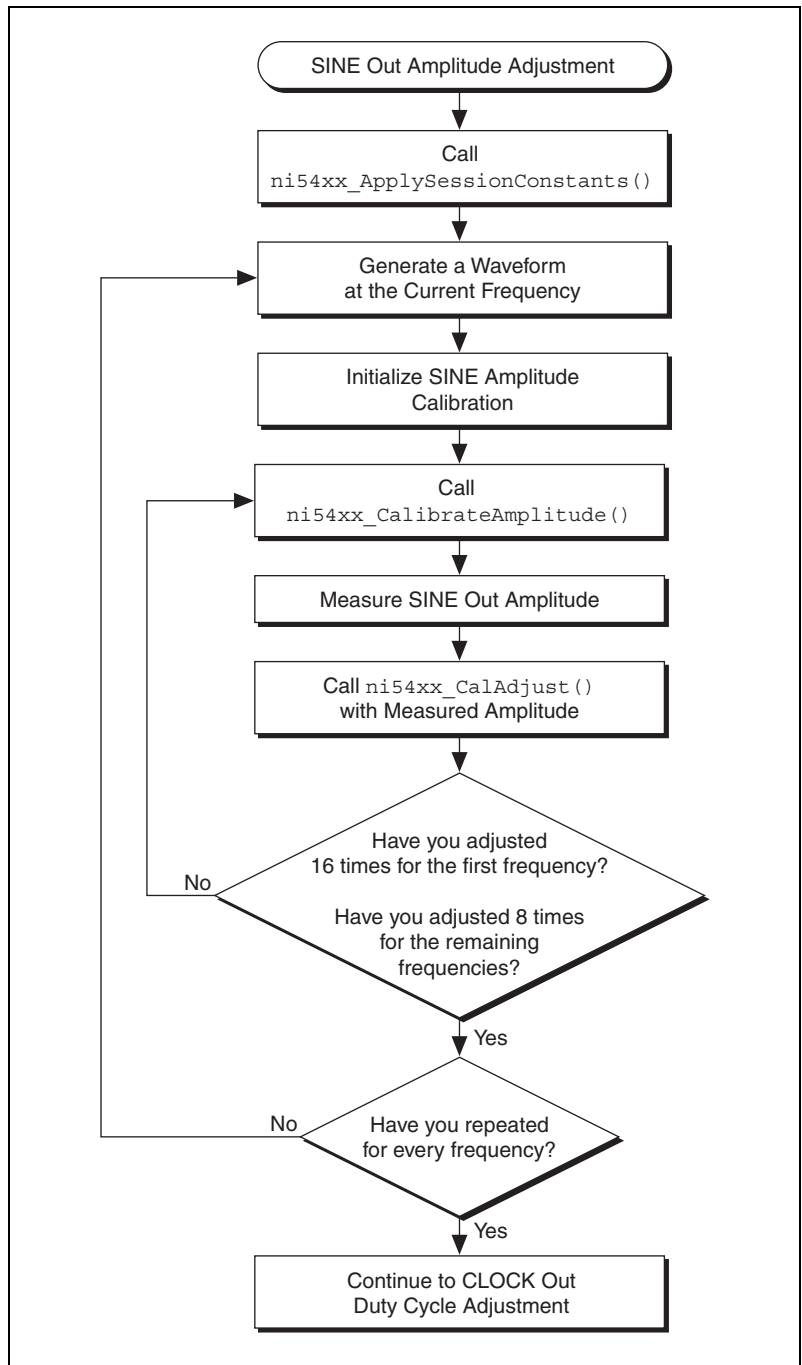 SINE Out Amplitude Adjustment
Call
ni54xx_ApplySessionConstants()
Generate a Waveform
at the Current Frequency
Initialize SINE Amplitude
Calibration
Call
ni54xx_CalibrateAmplitude()
Measure SINE Out Amplitude
Call ni54xx_CalAdjust()
with Measured Amplitude
Have you adjusted
16 times for the first frequency?
No
Have you adjusted 8 times
for the remaining
frequencies?
Yes
No
Have you repeated
for every frequency?
Yes
Continue to CLOCK Out
Duty Cycle Adjustment